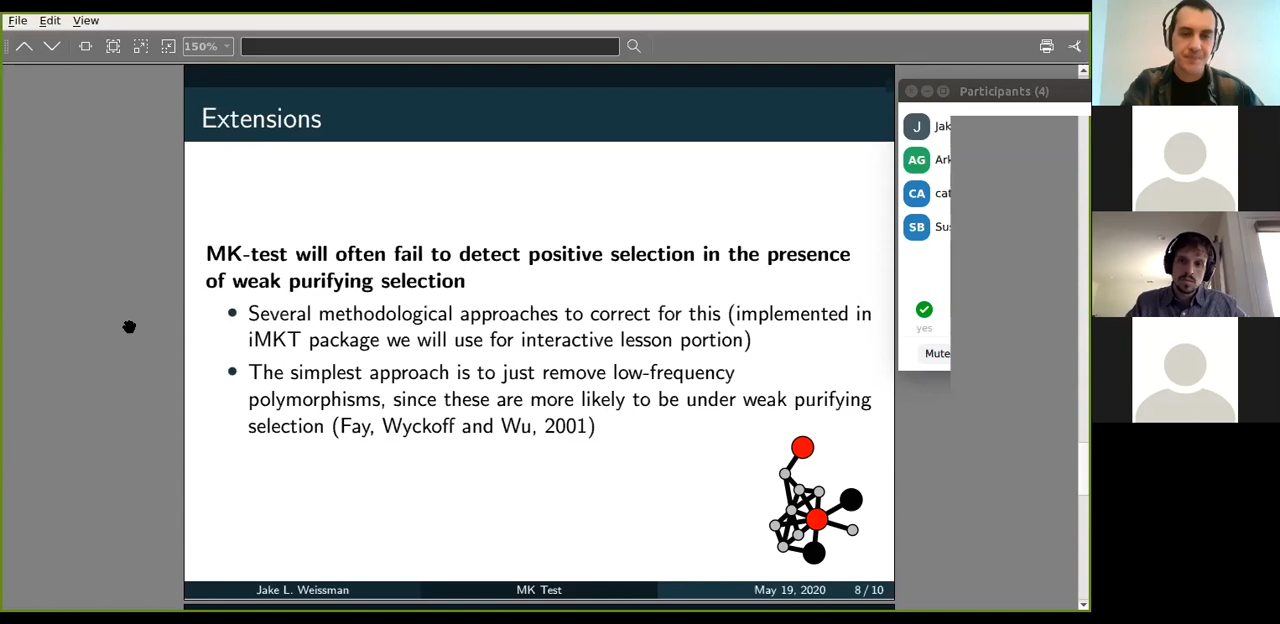 File Edit View
150%
Participants (4)
Extensions
J Jak
AG Ark
CA cat
SB Su
MK-test will often fail to detect positive selection in the presence
of weak purifying selection
Several methodological approaches to correct for this (implemented in
iMKT package we will use for interactive lesson portion)
The simplest approach is to just remove low-frequency
polymorphisms, since these are more likely to be under weak purifying
selection (Fay, Wyckoff and Wu, 2001)
yes
Mute
Jake L. Weissman MK Test May 19, 2020 8 / 10